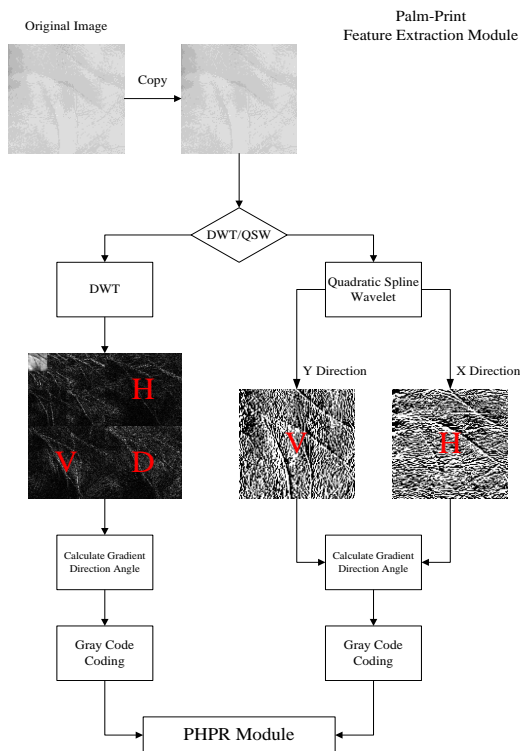 Palm-Print
Feature Extraction Module
Original Image
Copy
DWT/QSW
DWT
Quadratic Spline
Wavelet
Y Direction
X Direction
H
V
D
V
H
Calculate Gradient
Direction Angle
Calculate Gradient
Direction Angle
Gray Code
Coding
Gray Code
Coding
PHPR Module